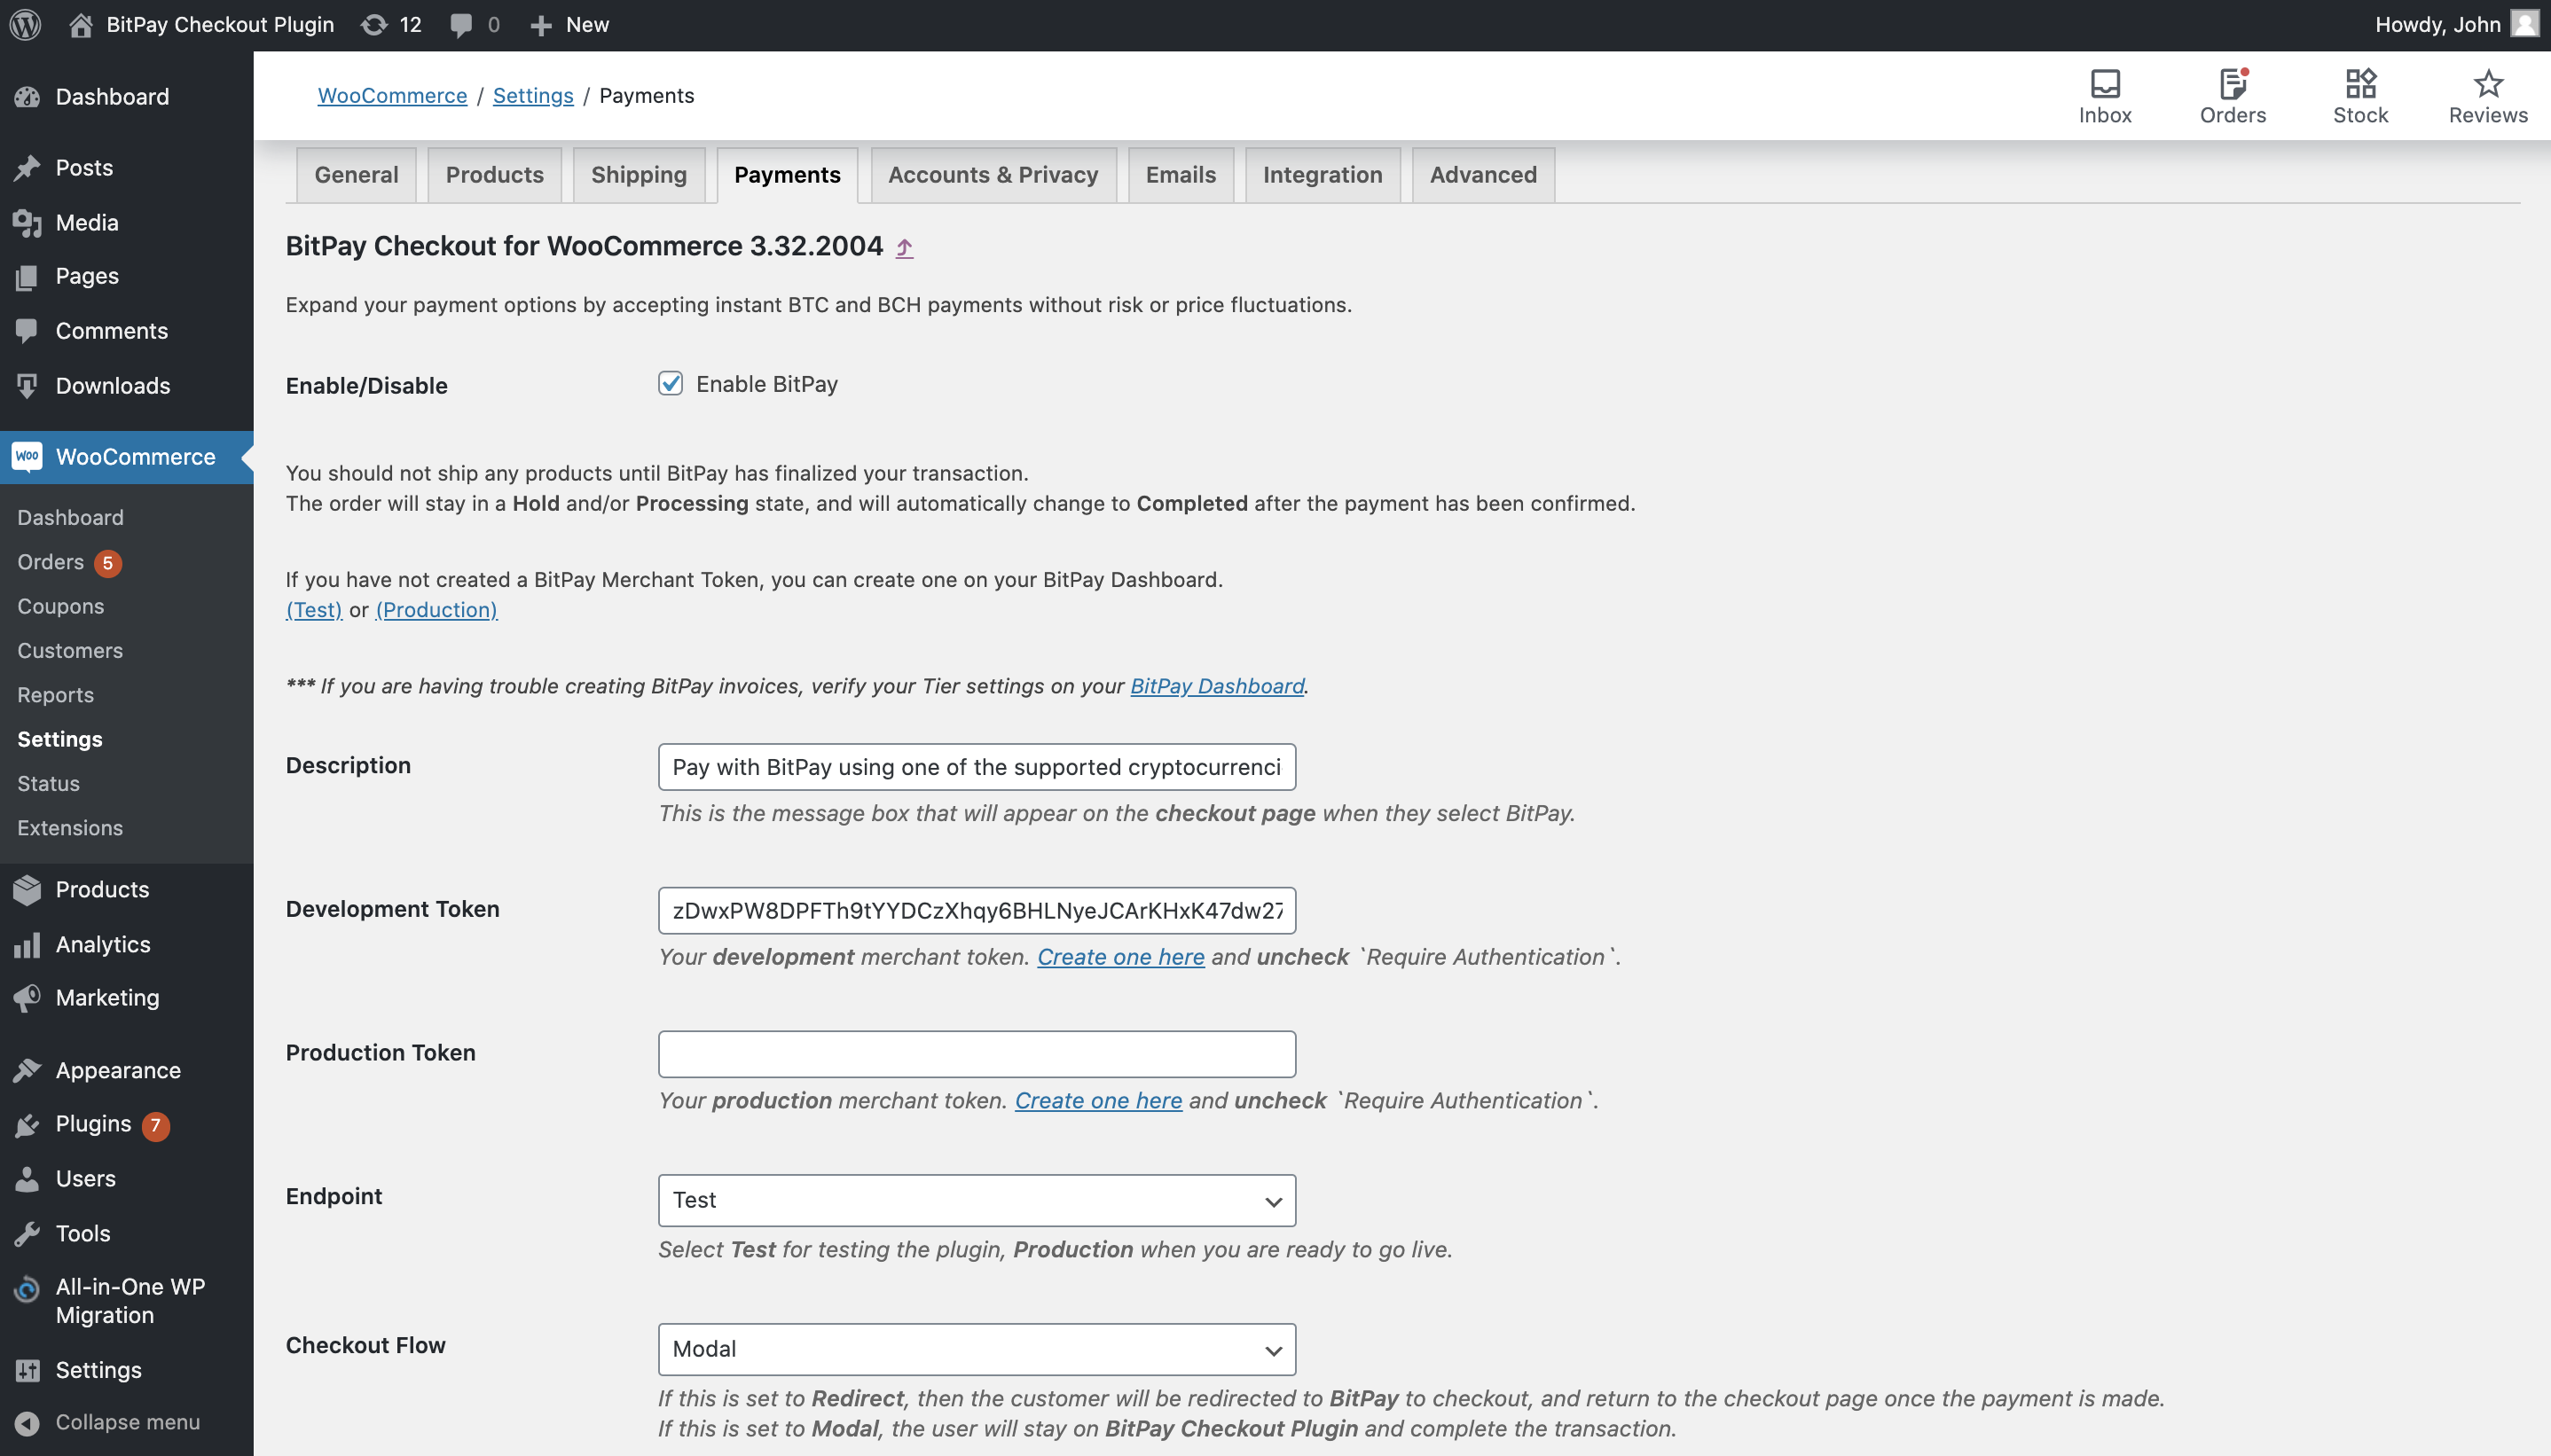 BitPay Checkout Plugin 12 0 New Howdy, John
Dashboard
Posts
Media
Pages
Comments
Downloads
Woo WooCommerce
Dashboard
Orders 5
Coupons
Customers
Reports
Settings
Status
Extensions
Products
Analytics
Marketing
Appearance
Plugins 7
Users
Tools
All-in-One WP
Migration
Settings
Collapse menu
WooCommerce / Settings / Payments
Inbox Orders Stock Reviews
General Products Shipping Payments Accounts & Privacy Emails Integration Advanced
BitPay Checkout for WooCommerce 3.32.2004
Expand your payment options by accepting instant BTC and BCH payments without risk or price fluctuations.
Enable/Disable Enable BitPay
You should not ship any products until BitPay has finalized your transaction.
The order will stay in a Hold and/or Processing state, and will automatically change to Completed after the payment has been confirmed.
If you have not created a BitPay Merchant Token, you can create one on your BitPay Dashboard.
(Test) or (Production)
*** If you are having trouble creating BitPay invoices, verify your Tier settings on your BitPay Dashboard.
Description Pay with BitPay using one of the supported cryptocurrenci
This is the message box that will appear on the checkout page when they select BitPay.
Development Token zDwxPW8DPFTh9tYYDCzXhqy6BHLNyeJCArKHxK47dw27
Your development merchant token. Create one here and uncheck `Require Authentication`.
Production Token
Your production merchant token. Create one here and uncheck `Require Authentication`.
Endpoint Test
Select Test for testing the plugin, Production when you are ready to go live.
Checkout Flow Modal
If this is set to Redirect, then the customer will be redirected to BitPay to checkout, and return to the checkout page once the payment is made.
If this is set to Modal, the user will stay on BitPay Checkout Plugin and complete the transaction.